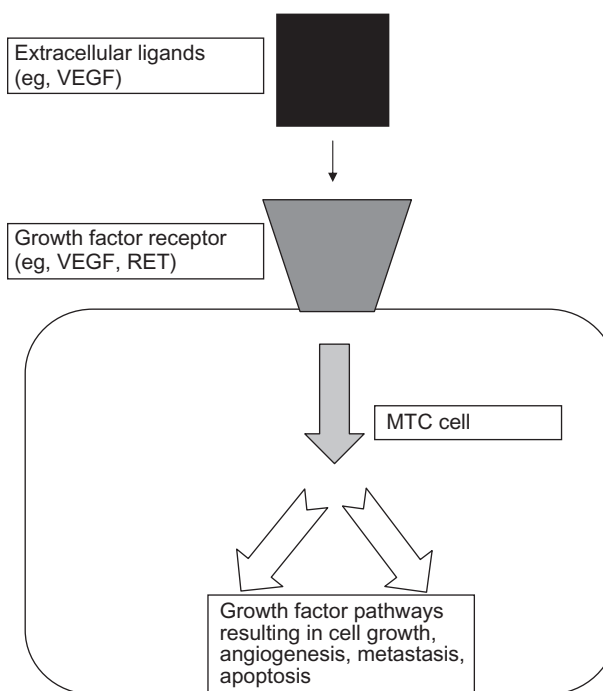 Extracellular ligands
(eg, VEGF)
Growth factor receptor
(eg, VEGF, RET)
MTC cell
Growth factor pathways
resulting in cell growth,
angiogenesis, metastasis,
apoptosis